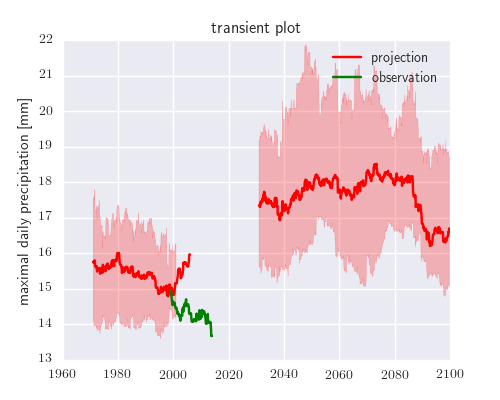 transient plot
22
21
20
19
18
17
16
15
14
13
maximal daily precipitation [mm]
projection
observation
1960 1980 2000 2020 2040 2060 2080 2100